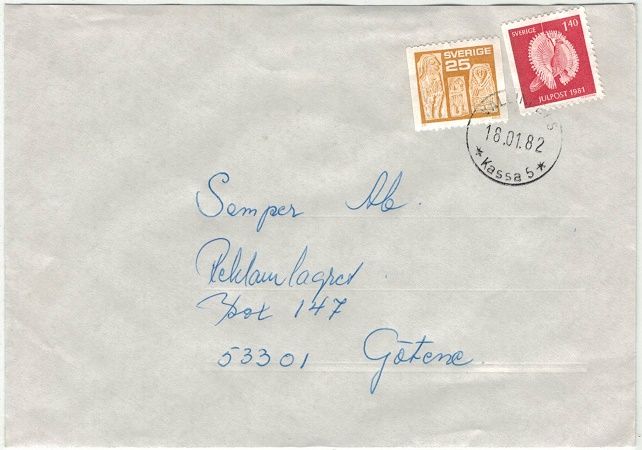 SVERIGE
25
SVERIGE 1.40
JULPOST 1981
18.01.82
* Kassa 5 *
Semper Ab.
Reklamlagret
Box 147
53301 Götene